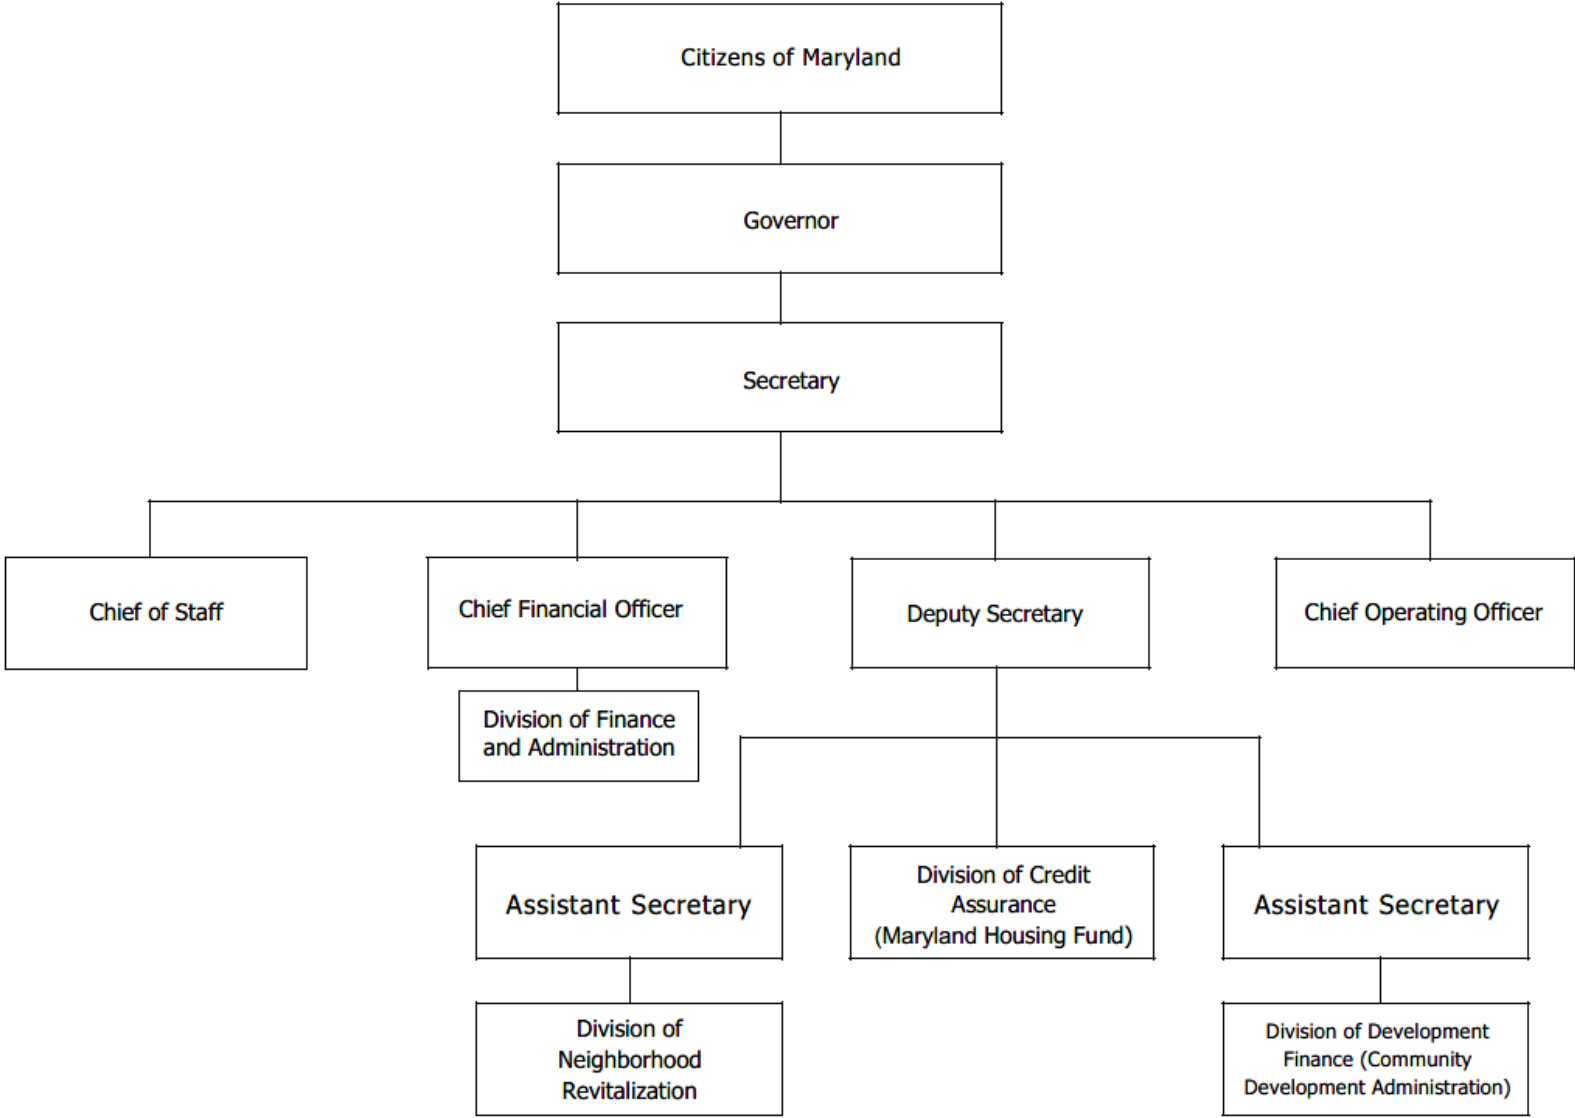 Citizens of Maryland
Governor
Secretary
Chief of Staff
Chief Financial Officer
Deputy Secretary
Chief Operating Officer
Division of Finance
and Administration
Assistant Secretary
Division of Credit
Assurance
(Maryland Housing Fund)
Assistant Secretary
Division of
Neighborhood
Revitalization
Division of Development
Finance (Community
Development Administration)